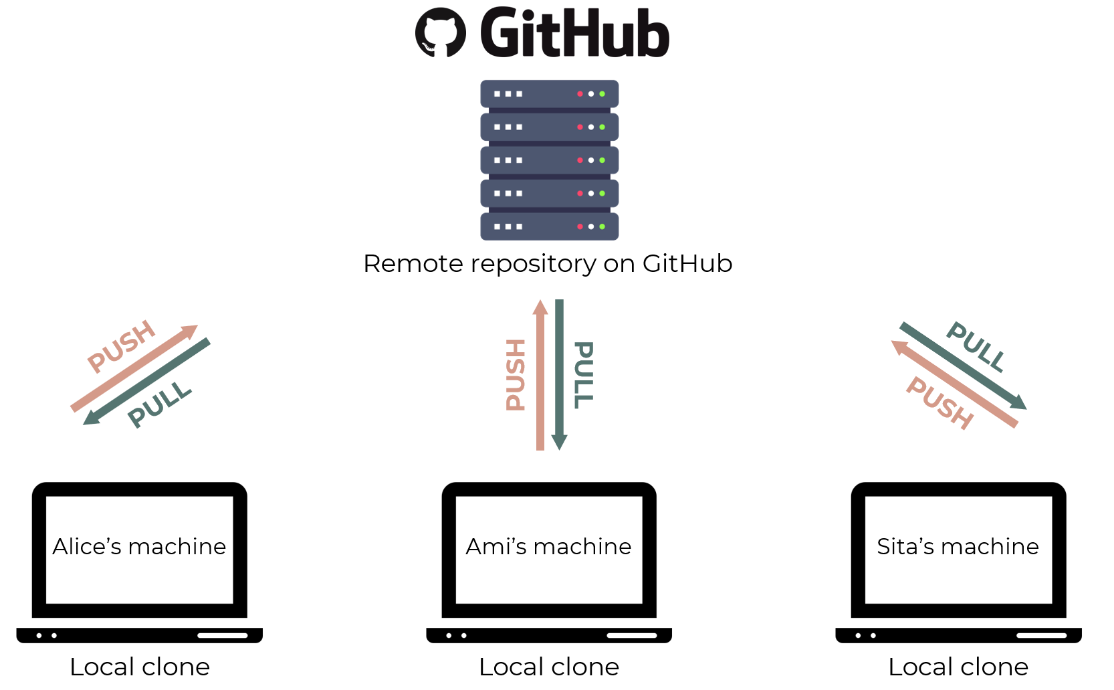 GitHub
Remote repository on GitHub
PUSH
PULL
PUSH
PULL
PULL
PUSH
Alice’s machine
Ami’s machine
Sita’s machine
Local clone
Local clone
Local clone